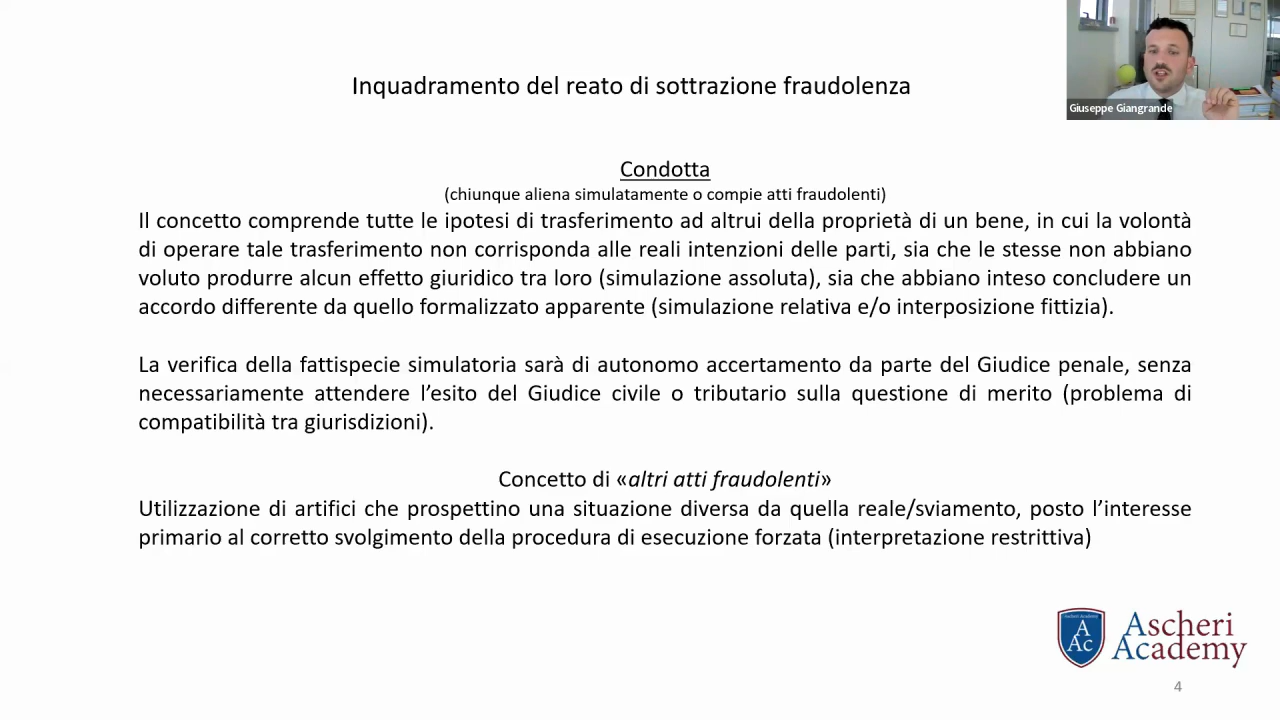 Inquadramento del reato di sottrazione fraudolenza
Giuseppe Giangrande
Condotta
(chiunque aliena simulatamente o compie atti fraudolenti)
Il concetto comprende tutte le ipotesi di trasferimento ad altrui della proprietà di un bene, in cui la volontà
di operare tale trasferimento non corrisponda alle reali intenzioni delle parti, sia che le stesse non abbiano
voluto produrre alcun effetto giuridico tra loro (simulazione assoluta), sia che abbiano inteso concludere un
accordo differente da quello formalizzato apparente (simulazione relativa e/o interposizione fittizia).
La verifica della fattispecie simulatoria sarà di autonomo accertamento da parte del Giudice penale, senza
necessariamente attendere l’esito del Giudice civile o tributario sulla questione di merito (problema di
compatibilità tra giurisdizioni).
Concetto di «altri atti fraudolenti»
Utilizzazione di artifici che prospettino una situazione diversa da quella reale/sviamento, posto l’interesse
primario al corretto svolgimento della procedura di esecuzione forzata (interpretazione restrittiva)
Ascheri Academy
A
Ac
Ascheri
Academy
4